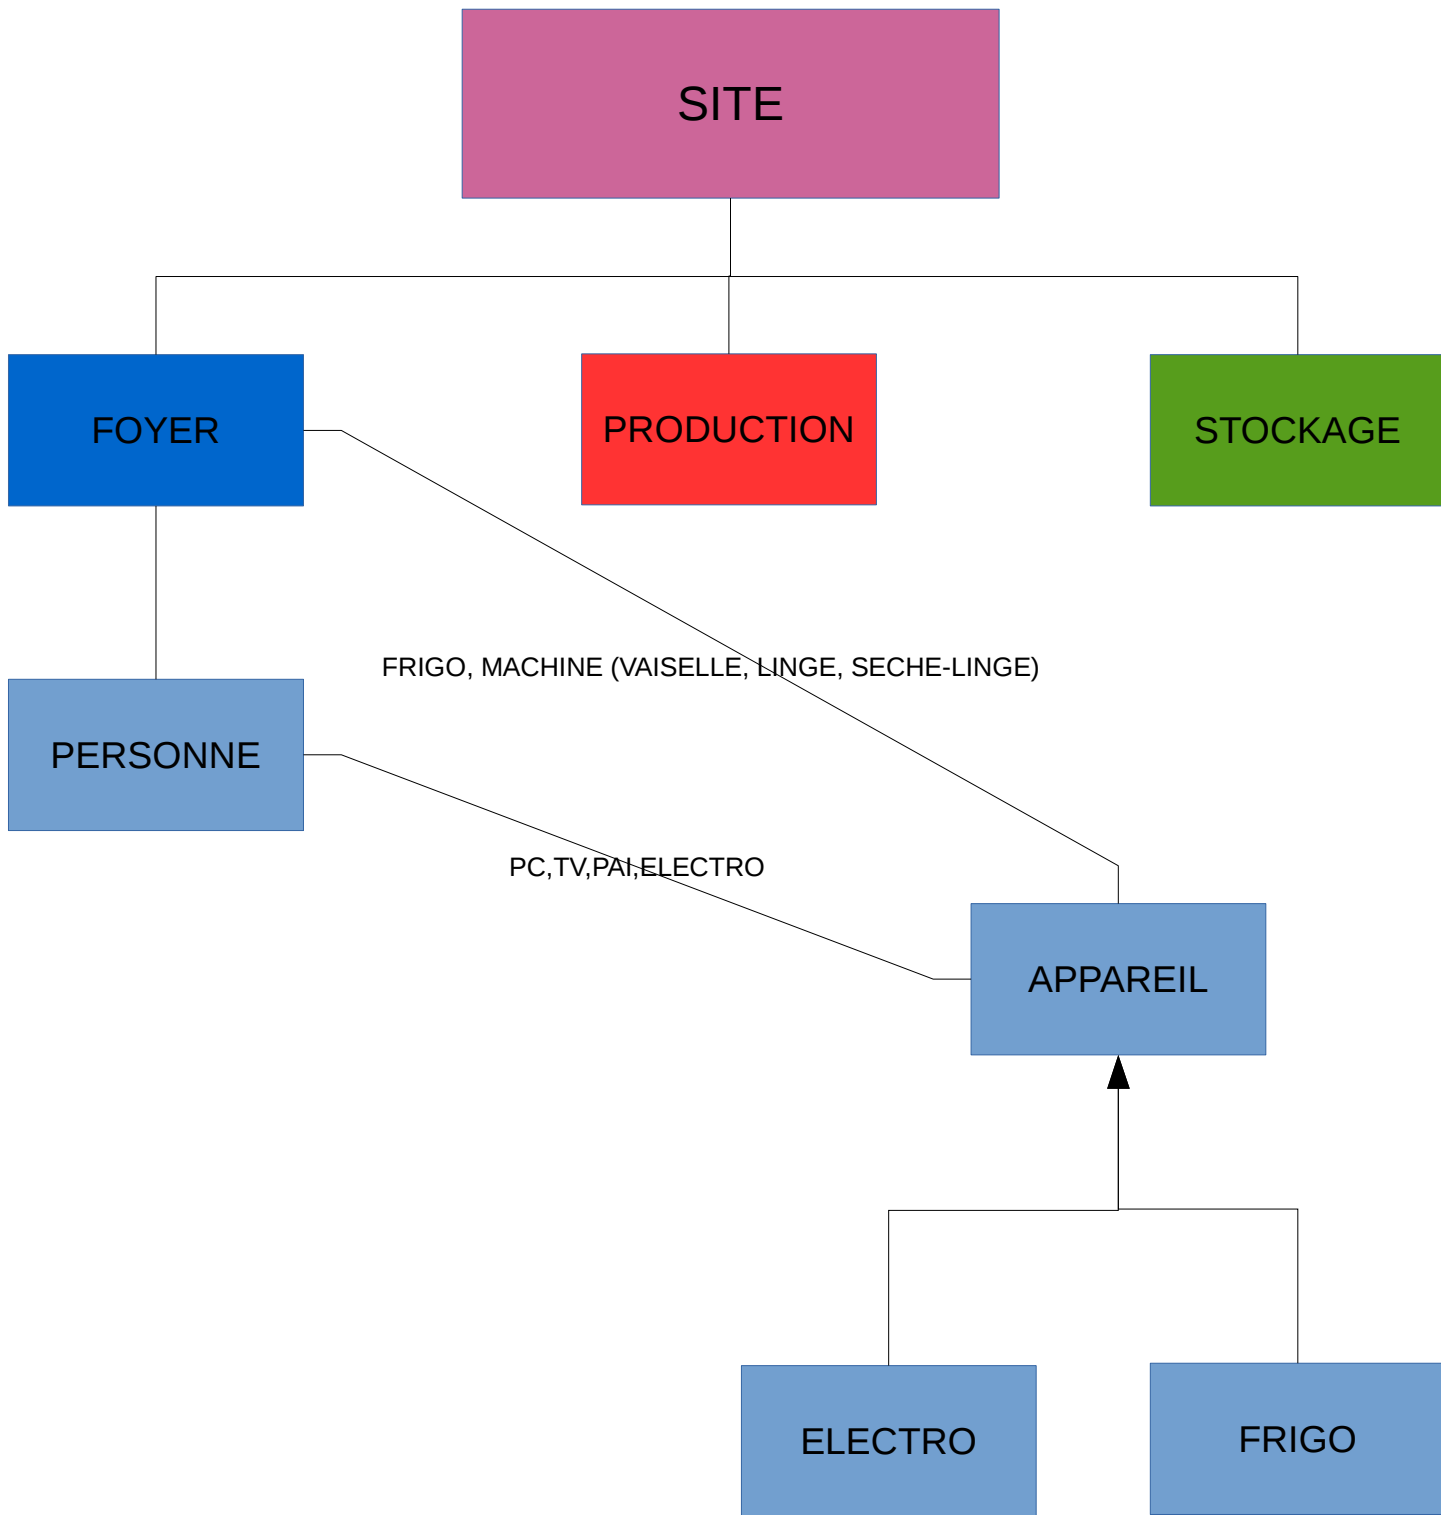 SITE
FOYER
PRODUCTION
STOCKAGE
FRIGO, MACHINE (VAISELLE, LINGE, SECHE-LINGE)
PERSONNE
PC,TV,PAI,ELECTRO
APPAREIL
ELECTRO
FRIGO